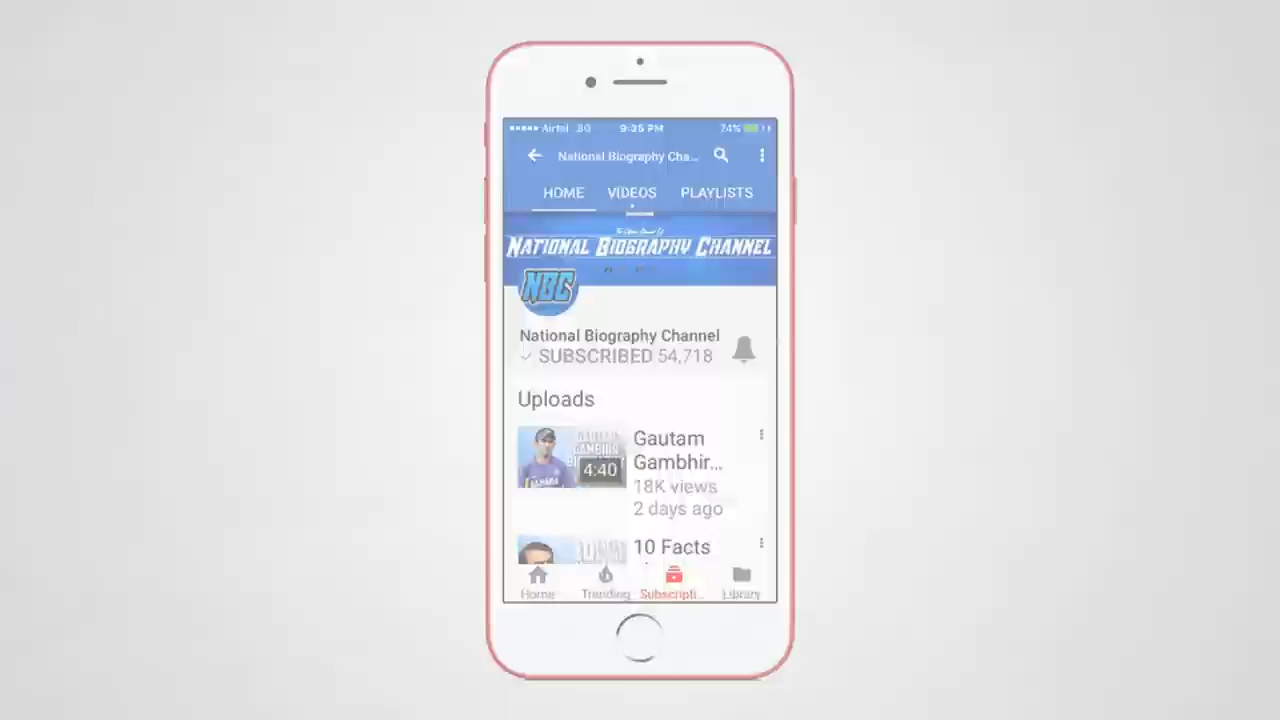 Airtel 3G 9:35 PM 74%
National Biography Cha...
HOME VIDEOS PLAYLISTS
NATIONAL BIOGRAPHY CHANNEL
NBC
National Biography Channel
✓ SUBSCRIBED 54,718
Uploads
GAMBHIR
4:40
Gautam
Gambhir...
18K views
2 days ago
10 Facts
Home Trending Subscripti... Library